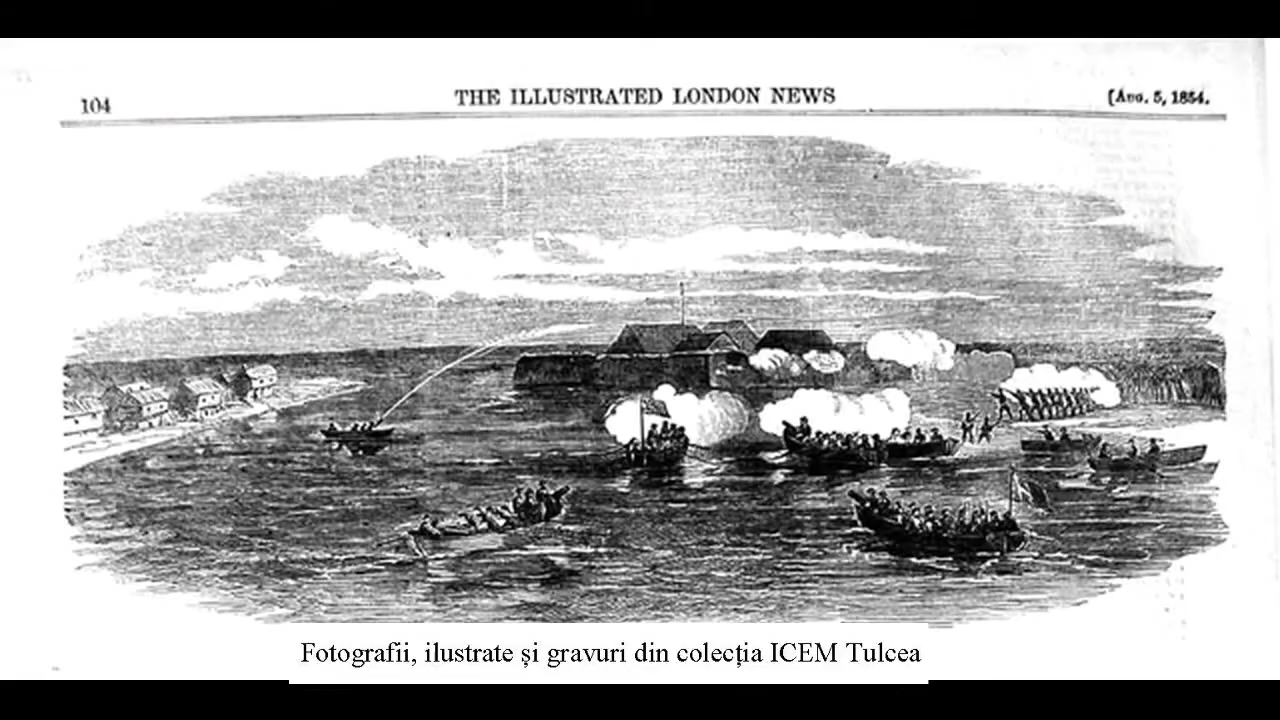 104
THE ILLUSTRATED LONDON NEWS
[Aug. 5, 1854.
Fotografii, ilustrate și gravuri din colecția ICEM Tulcea